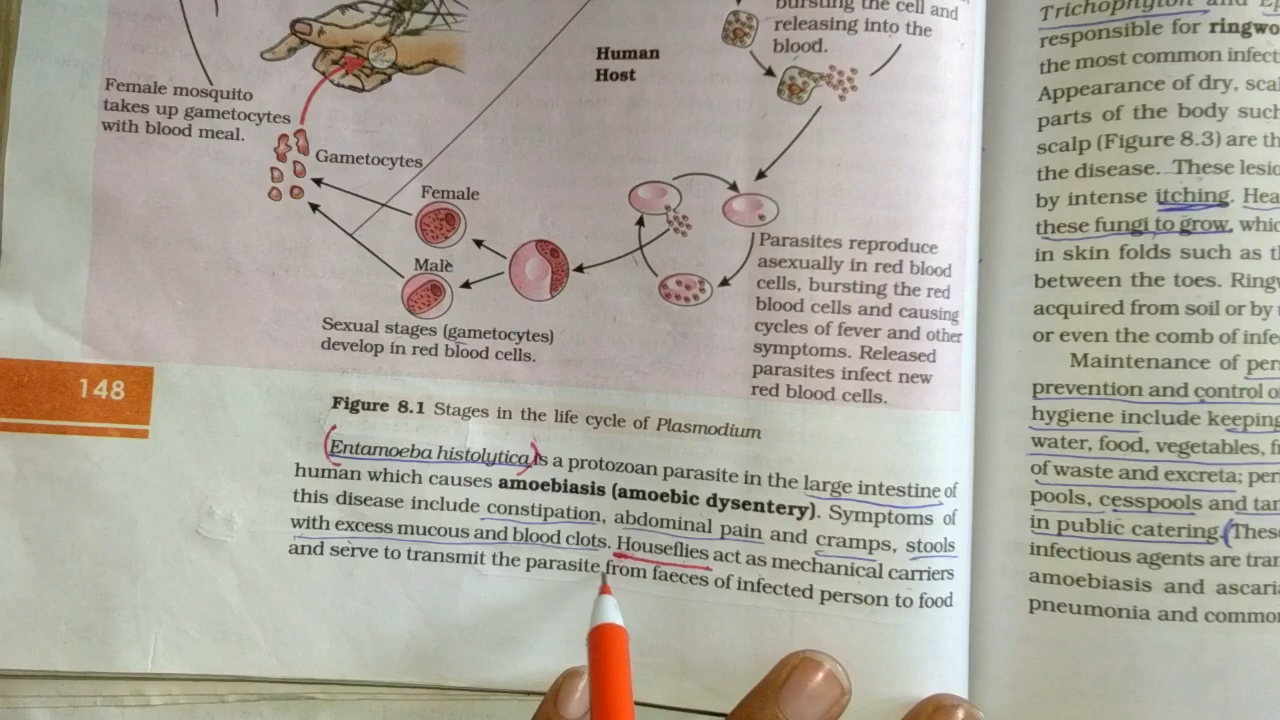 bursting the cell and
releasing into the
blood.
Human
Host
Female mosquito
takes up gametocytes
with blood meal.
Gametocytes
Female
Male
Sexual stages (gametocytes)
develop in red blood cells.
Parasites reproduce
asexually in red blood
cells, bursting the red
blood cells and causing
cycles of fever and other
symptoms. Released
parasites infect new
red blood cells.
148
Figure 8.1 Stages in the life cycle of Plasmodium
Entamoeba histolytica is a protozoan parasite in the large intestine of
human which causes amoebiasis (amoebic dysentery). Symptoms of
this disease include constipation, abdominal pain and cramps, stools
with excess mucous and blood clots. Houseflies act as mechanical carriers
and serve to transmit the parasite from faeces of infected person to food
Trichophyton and
responsible for ringwo
the most common infect
Appearance of dry, sca
parts of the body suc
scalp (Figure 8.3) are th
the disease. These lesio
by intense itching. Hea
these fungi to grow, whic
in skin folds such as t
between the toes. Ring
acquired from soil or by
or even the comb of infe
Maintenance of per
prevention and control o
hygiene include keeping
water, food, vegetables, f
of waste and excreta; per
pools, cesspools and tan
in public catering. Thes
infectious agents are tran
amoebiasis and ascari
pneumonia and common